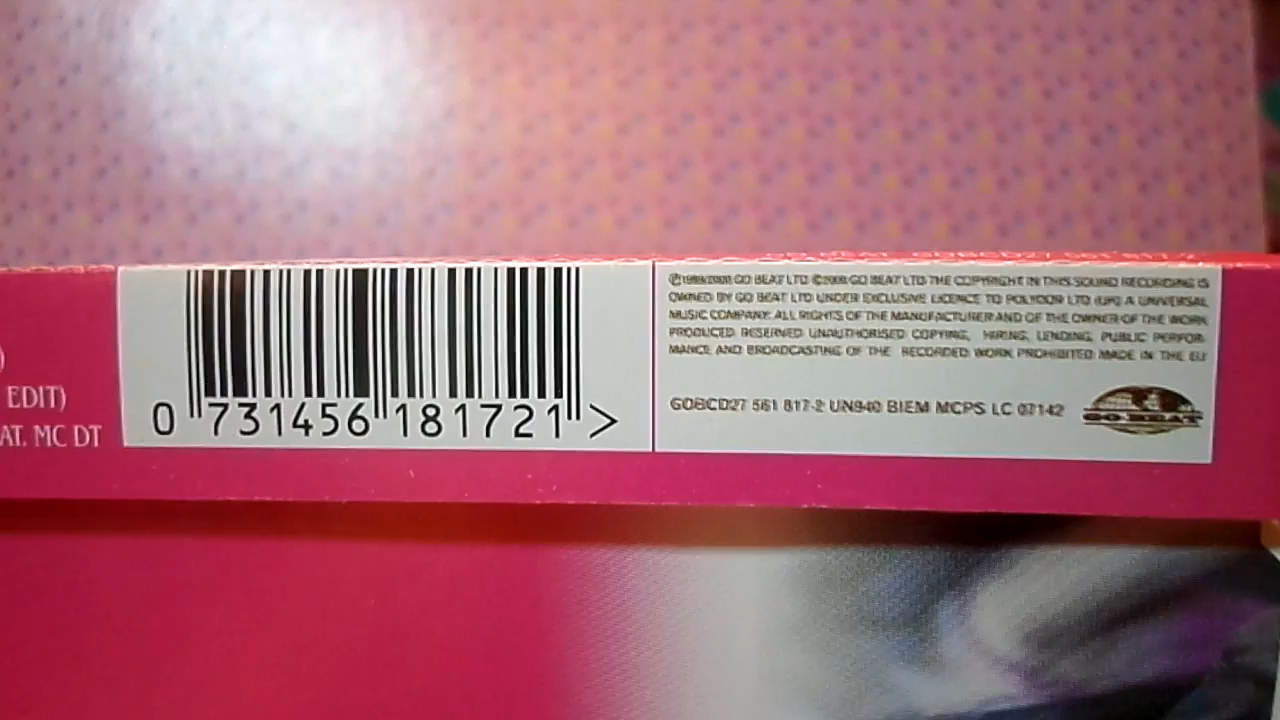 )
EDIT)
AT. MC DT
0 731456 181721 >
GO BEAT LTD ℗2000 GO BEAT LTD THE COPYRIGHT IN THIS SOUND RECORDING IS
OWNED BY GO BEAT LTD UNDER EXCLUSIVE LICENCE TO POLYDOR LTD (UK) A UNIVERSAL
MUSIC COMPANY. ALL RIGHTS OF THE MANUFACTURER AND OF THE OWNER OF THE WORK
PRODUCED RESERVED UNAUTHORISED COPYING, HIRING, LENDING, PUBLIC PERFOR-
MANCE AND BROADCASTING OF THE RECORDED WORK PROHIBITED MADE IN THE EU
GOBCD27 561 817-2 UN940 BIEM MCPS LC 07142
GO BEAT